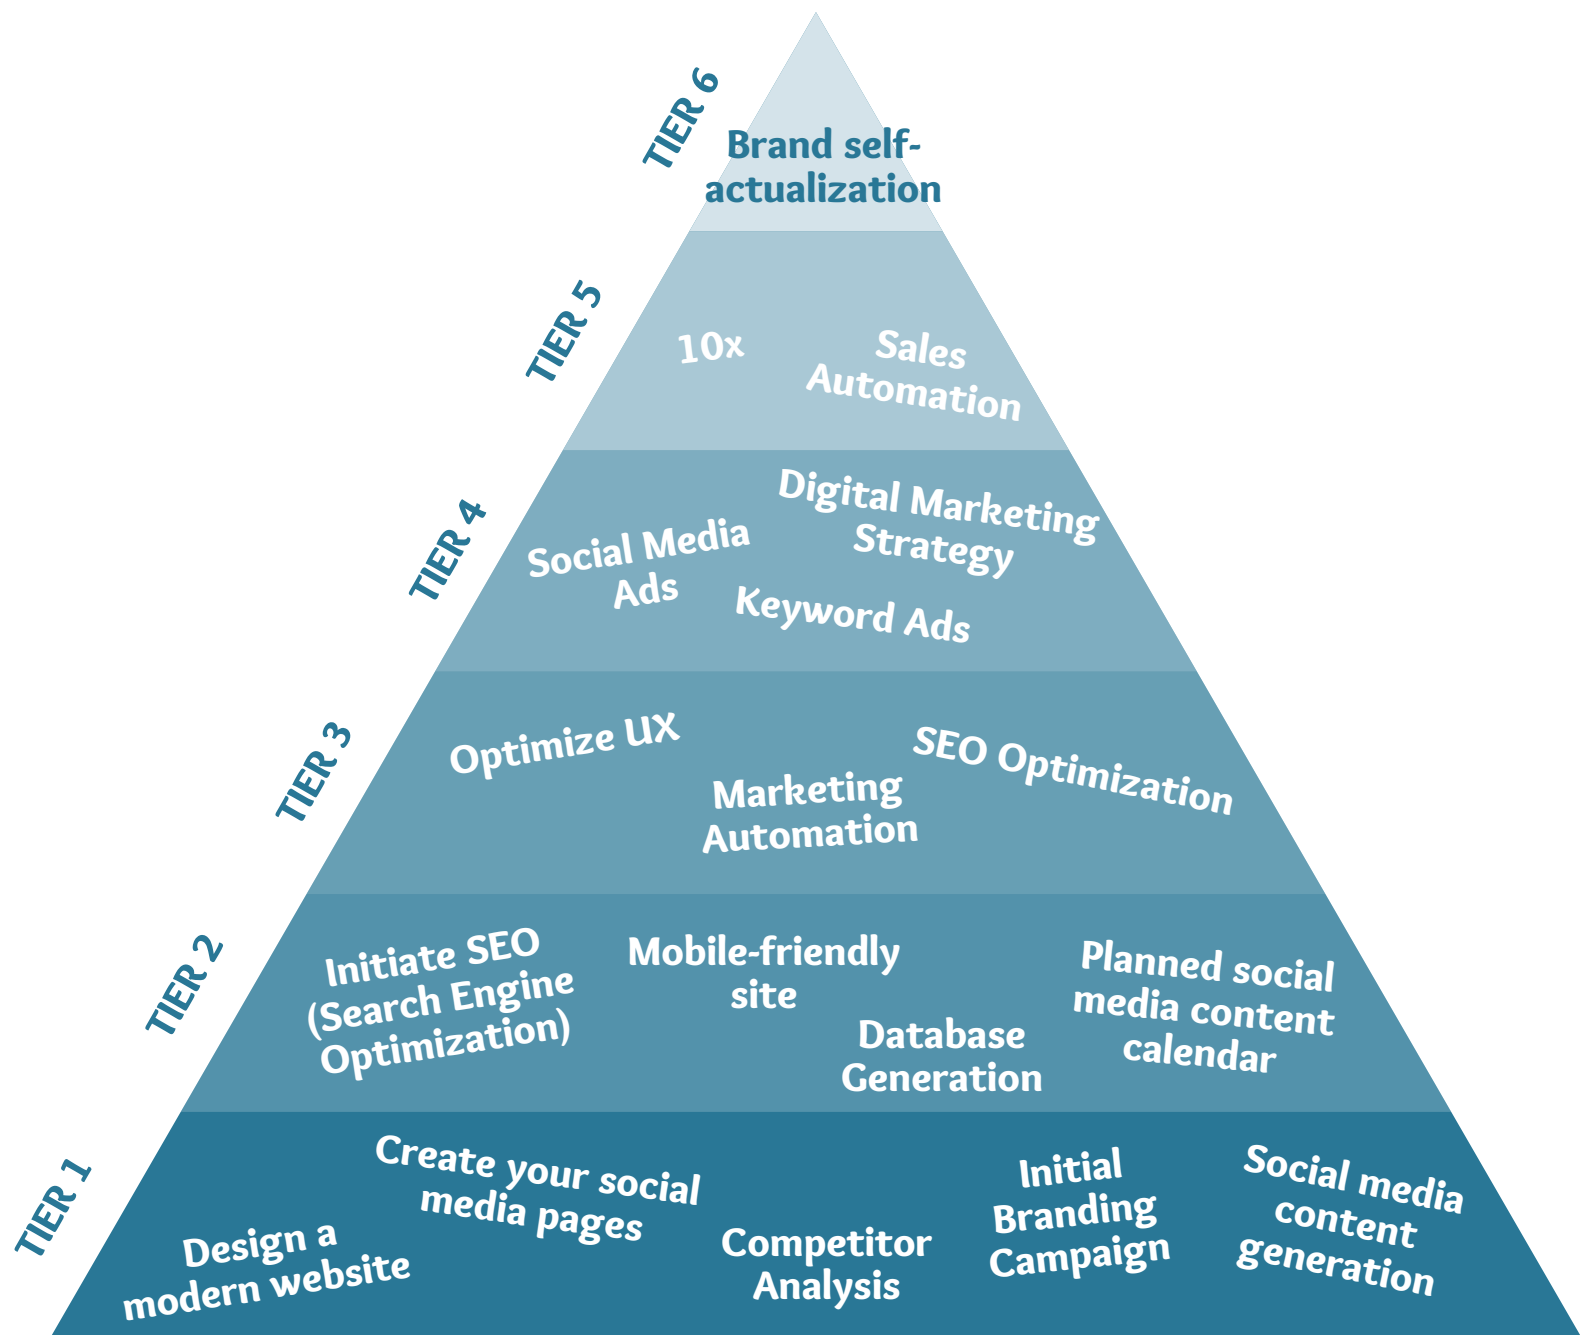 TIER 6
Brand self-
actualization
TIER 5
10x
Sales
Automation
TIER 4
Digital Marketing
Strategy
Social Media
Ads
Keyword Ads
TIER 3
Optimize UX
SEO Optimization
Marketing
Automation
TIER 2
Initiate SEO
(Search Engine
Optimization)
Mobile-friendly
site
Database
Generation
Planned social
media content
calendar
TIER 1
Design a
modern website
Create your social
media pages
Competitor
Analysis
Initial
Branding
Campaign
Social media
content
generation